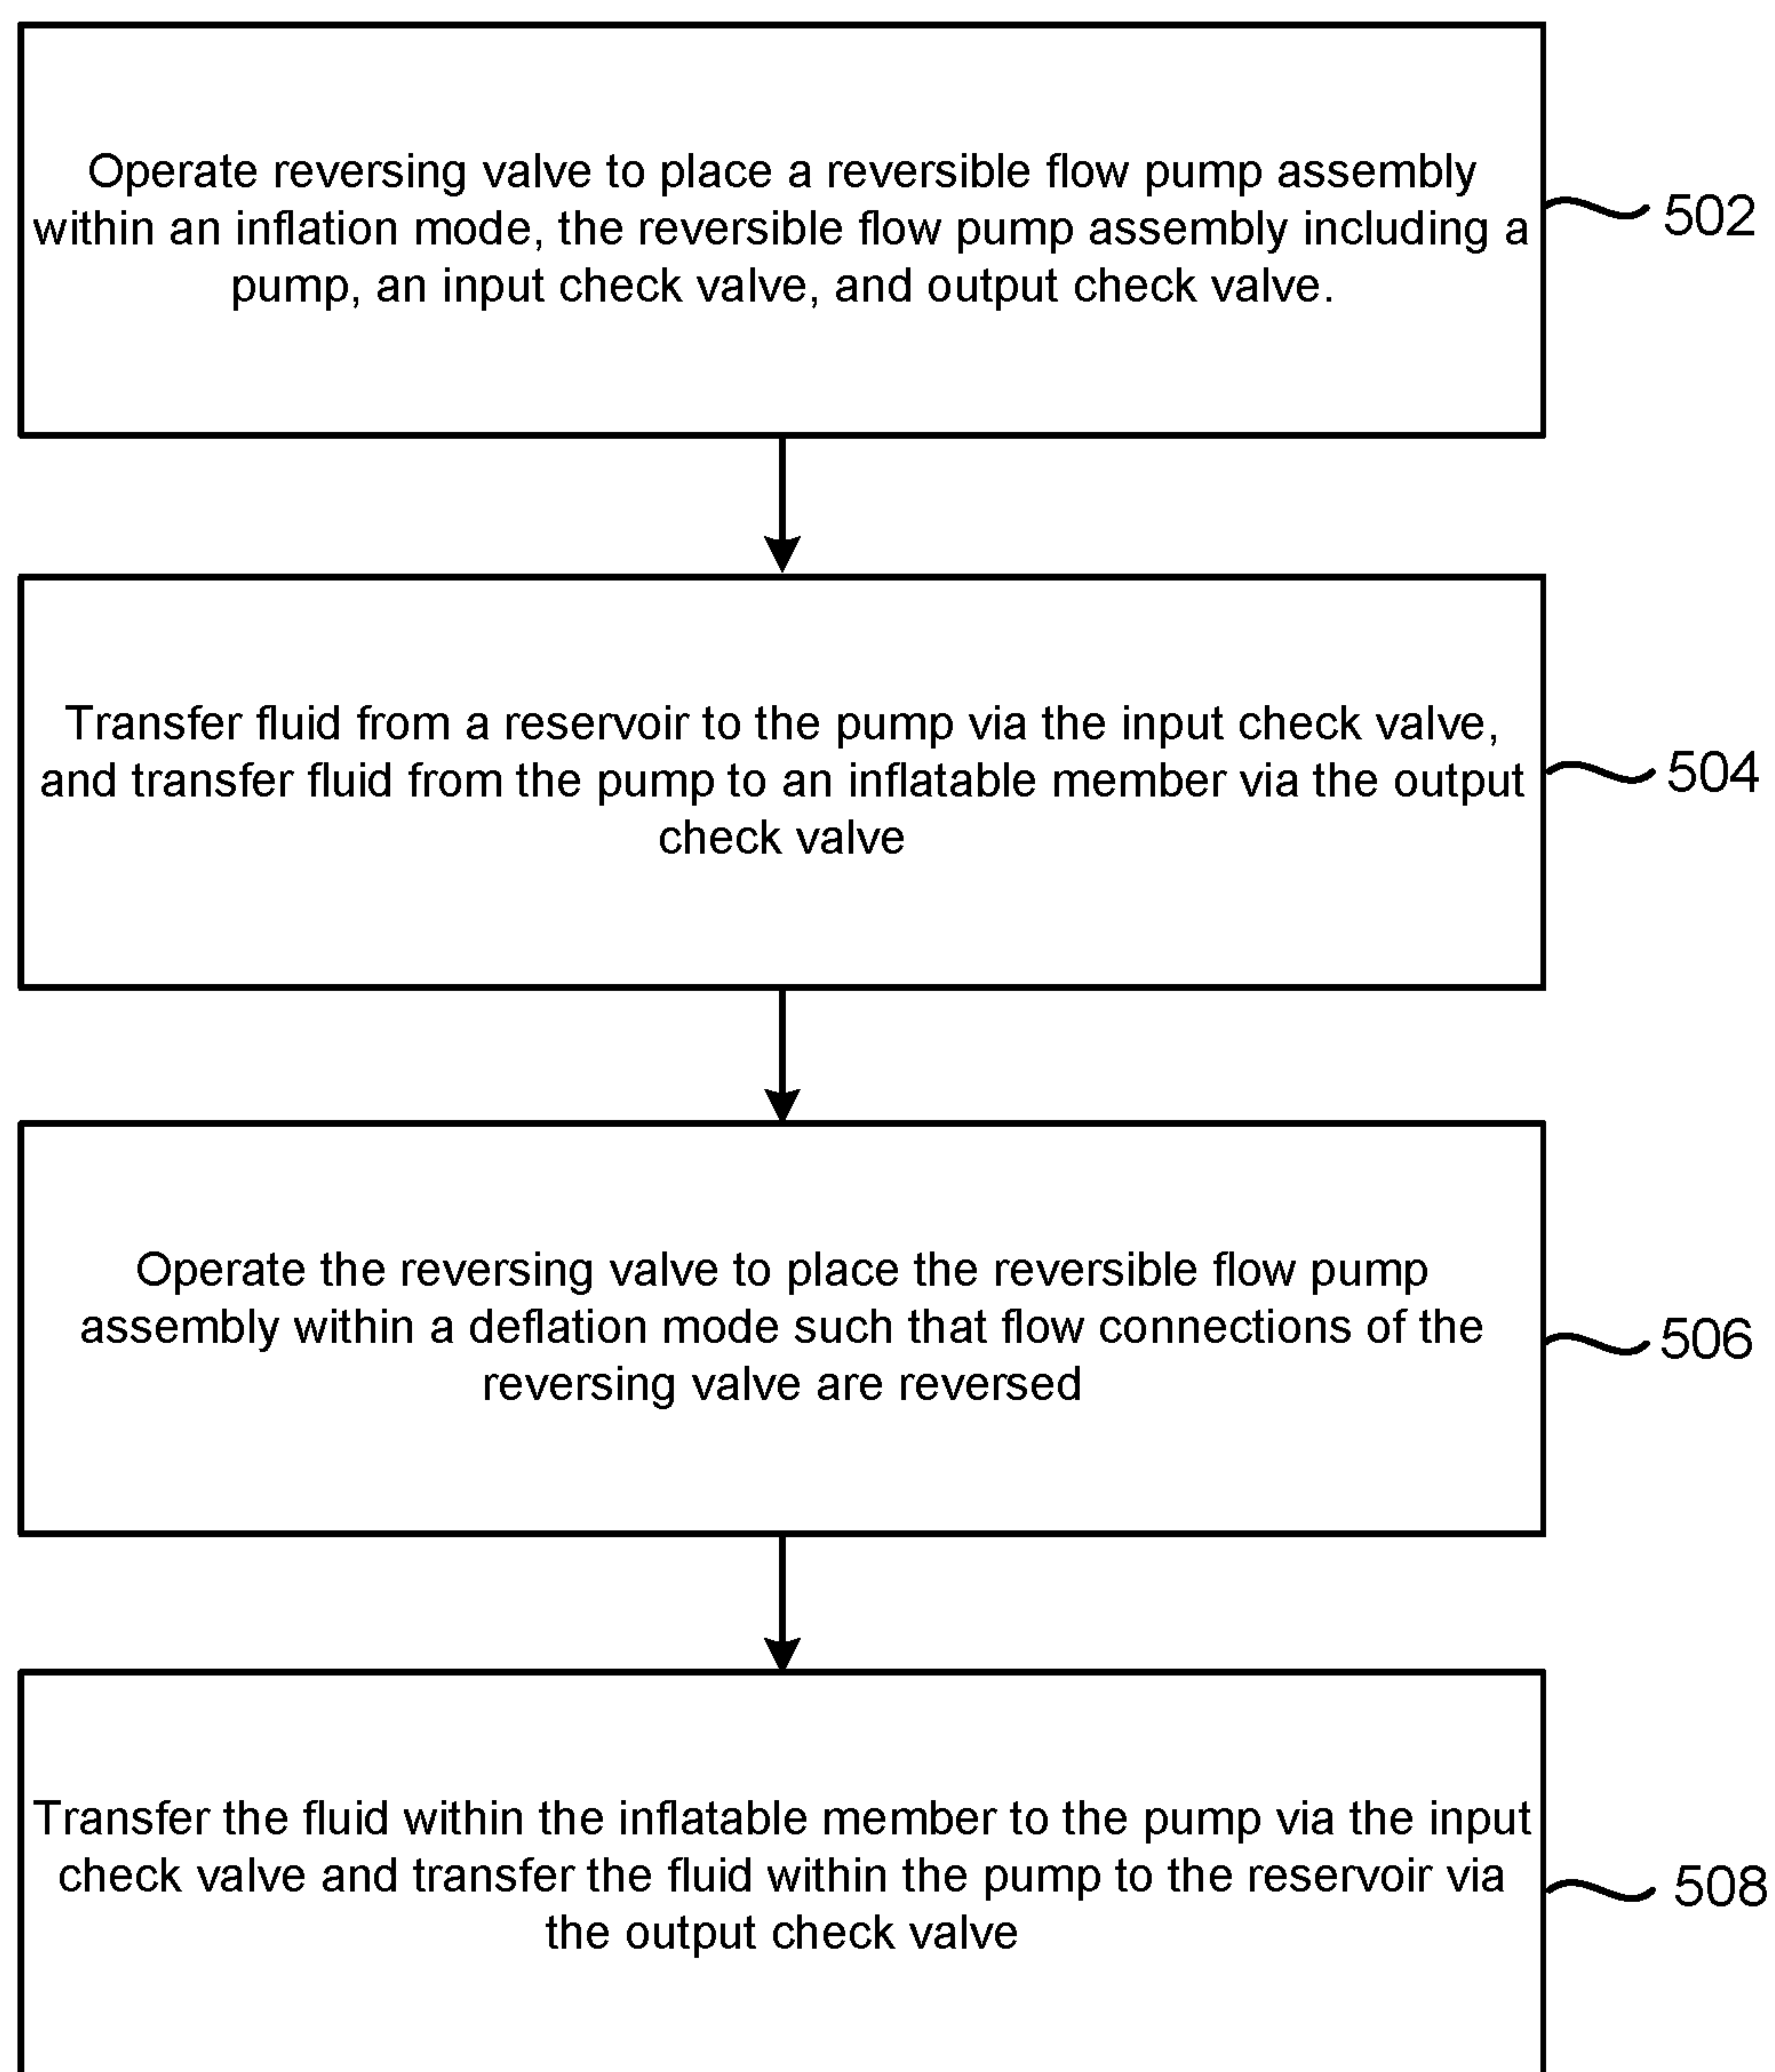 Operate reversing valve to place a reversible flow pump assembly
within an inflation mode, the reversible flow pump assembly including a
pump, an input check valve, and output check valve.
502
Transfer fluid from a reservoir to the pump via the input check valve,
and transfer fluid from the pump to an inflatable member via the output
check valve
504
Operate the reversing valve to place the reversible flow pump
assembly within a deflation mode such that flow connections of the
reversing valve are reversed
506
Transfer the fluid within the inflatable member to the pump via the input
check valve and transfer the fluid within the pump to the reservoir via
the output check valve
508